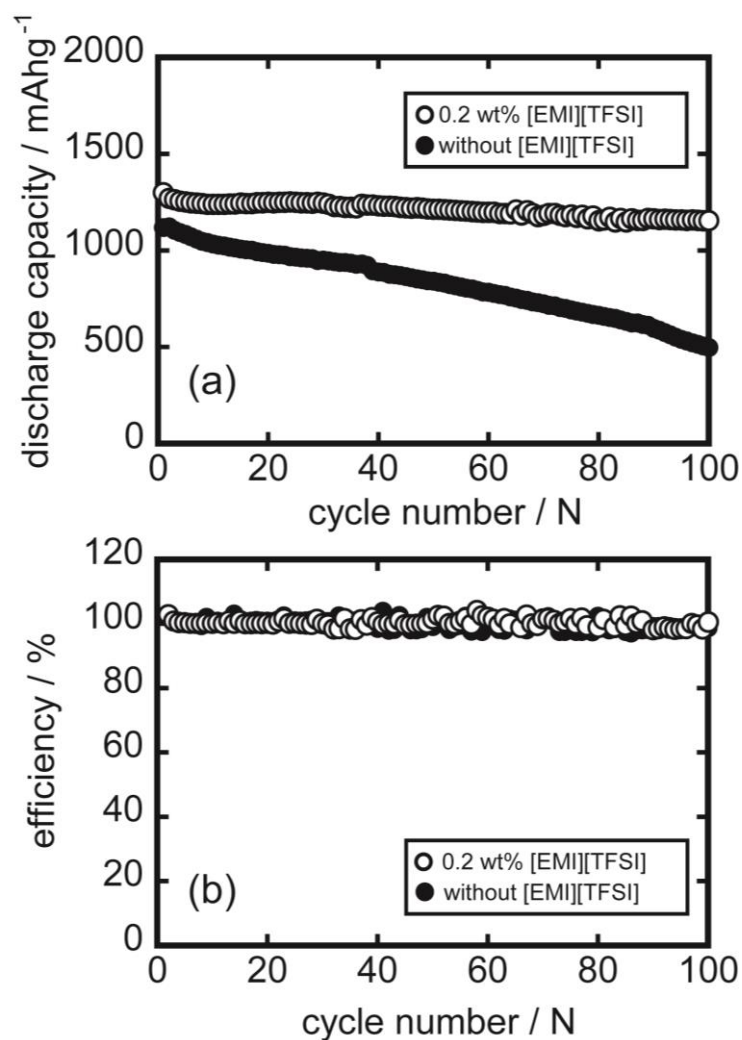 discharge capacity / mAhg⁻¹
2000
1500
1000
500
0
0.2 wt% [EMI][TFSI]
without [EMI][TFSI]
(a)
0 20 40 60 80 100
cycle number / N
efficiency / %
120
100
80
60
40
20
0
0.2 wt% [EMI][TFSI]
without [EMI][TFSI]
(b)
0 20 40 60 80 100
cycle number / N